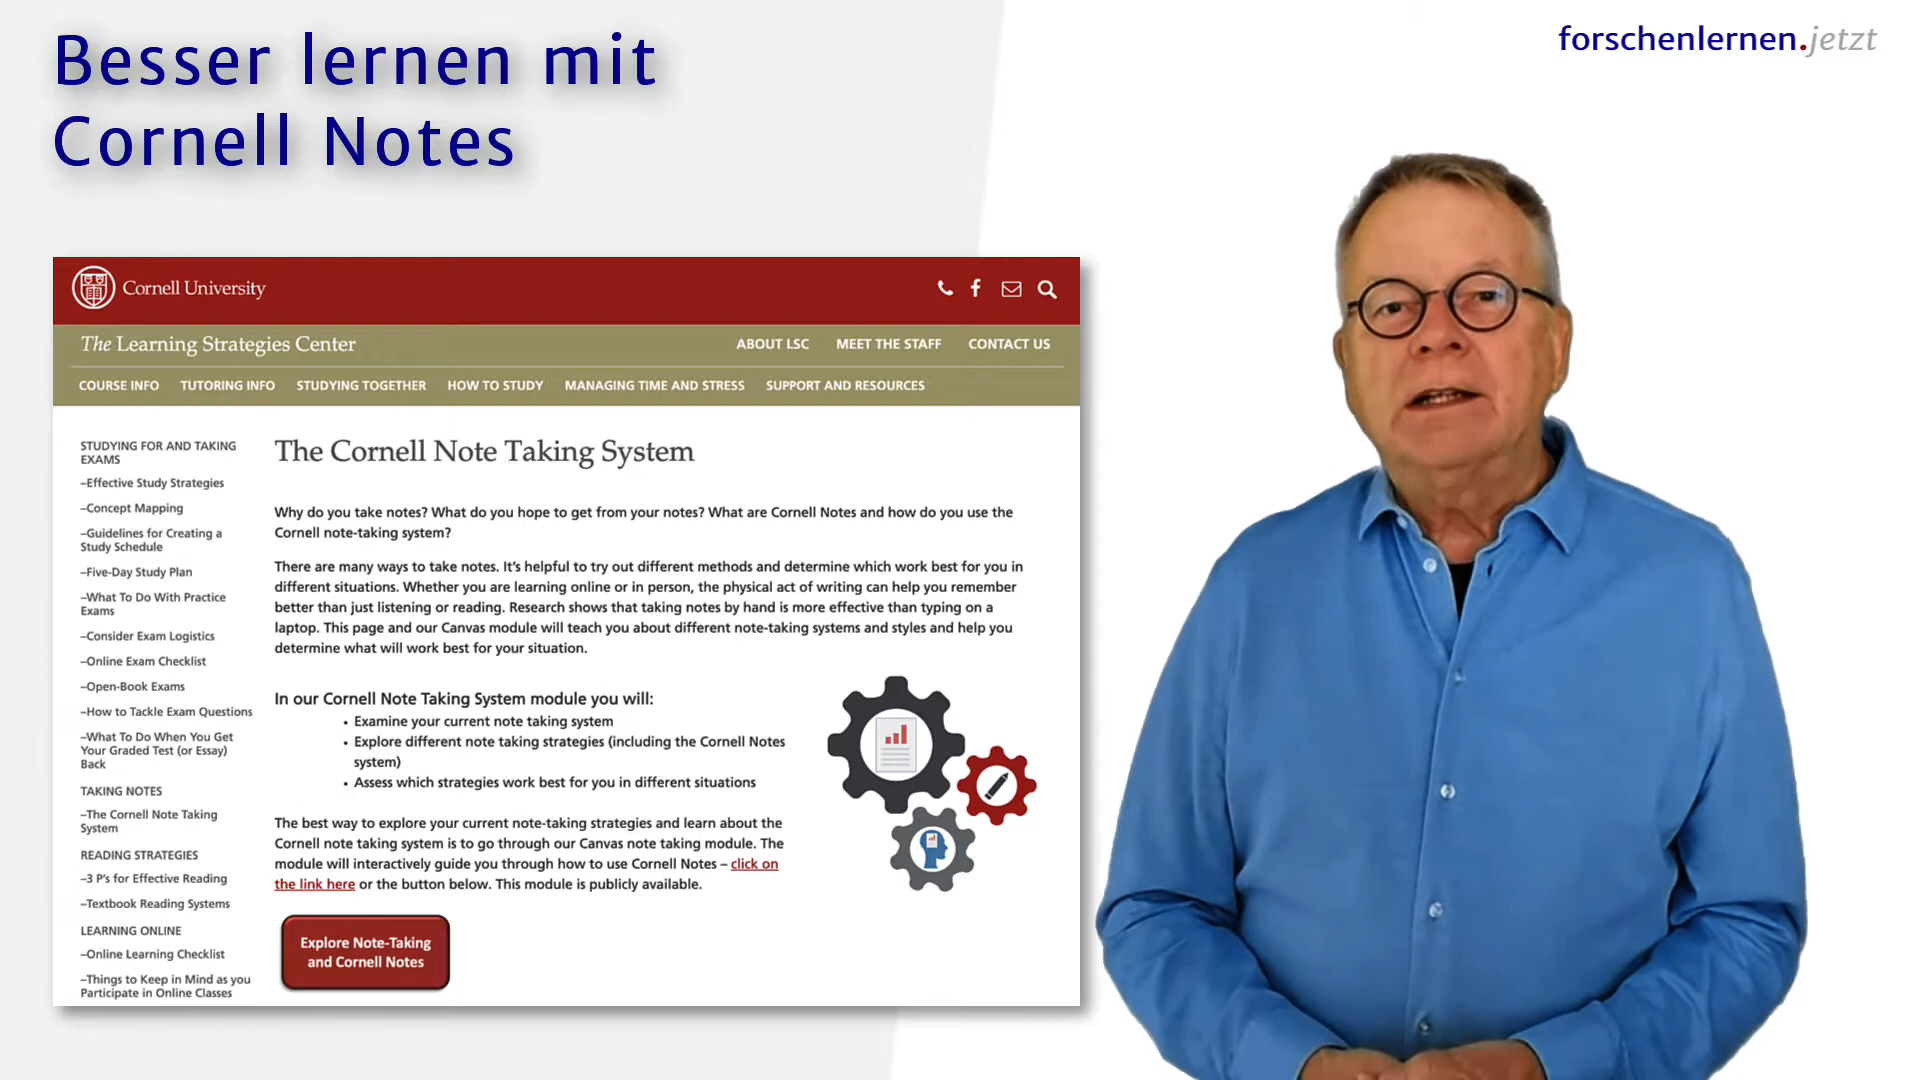 Besser lernen mit
Cornell Notes
forschenlernen.jetzt
Cornell University
The Learning Strategies Center
ABOUT LSC MEET THE STAFF CONTACT US
COURSE INFO TUTORING INFO STUDYING TOGETHER HOW TO STUDY MANAGING TIME AND STRESS SUPPORT AND RESOURCES
STUDYING FOR AND TAKING
EXAMS
–Effective Study Strategies
–Concept Mapping
–Guidelines for Creating a
Study Schedule
–Five-Day Study Plan
–What To Do With Practice
Exams
–Consider Exam Logistics
–Online Exam Checklist
–Open-Book Exams
–How to Tackle Exam Questions
–What To Do When You Get
Your Graded Test (or Essay)
Back
TAKING NOTES
–The Cornell Note Taking
System
READING STRATEGIES
–3 P's for Effective Reading
–Textbook Reading Systems
LEARNING ONLINE
–Online Learning Checklist
–Things to Keep in Mind as you
Participate in Online Classes
The Cornell Note Taking System
Why do you take notes? What do you hope to get from your notes? What are Cornell Notes and how do you use the
Cornell note-taking system?
There are many ways to take notes. It's helpful to try out different methods and determine which work best for you in
different situations. Whether you are learning online or in person, the physical act of writing can help you remember
better than just listening or reading. Research shows that taking notes by hand is more effective than typing on a
laptop. This page and our Canvas module will teach you about different note-taking systems and styles and help you
determine what will work best for your situation.
In our Cornell Note Taking System module you will:
• Examine your current note taking system
• Explore different note taking strategies (including the Cornell Notes
system)
• Assess which strategies work best for you in different situations
The best way to explore your current note-taking strategies and learn about the
Cornell note taking system is to go through our Canvas note taking module. The
module will interactively guide you through how to use Cornell Notes – click on
the link here or the button below. This module is publicly available.
Explore Note-Taking
and Cornell Notes